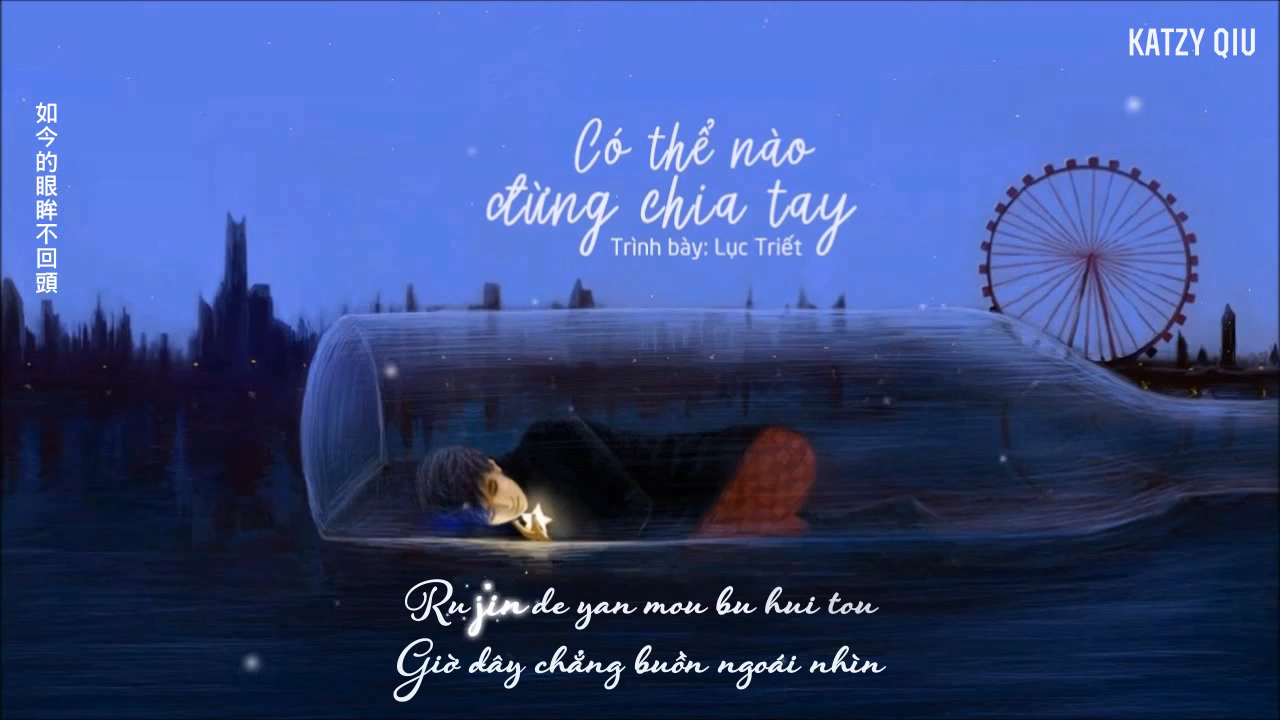 KATZY QIU
如今的眼眸不回頭
Có thể nào
đừng chia tay
Trình bày: Lục Triết
Ru jin de yan mou bu hui tou
Giờ đây chẳng buồn ngoái nhìn